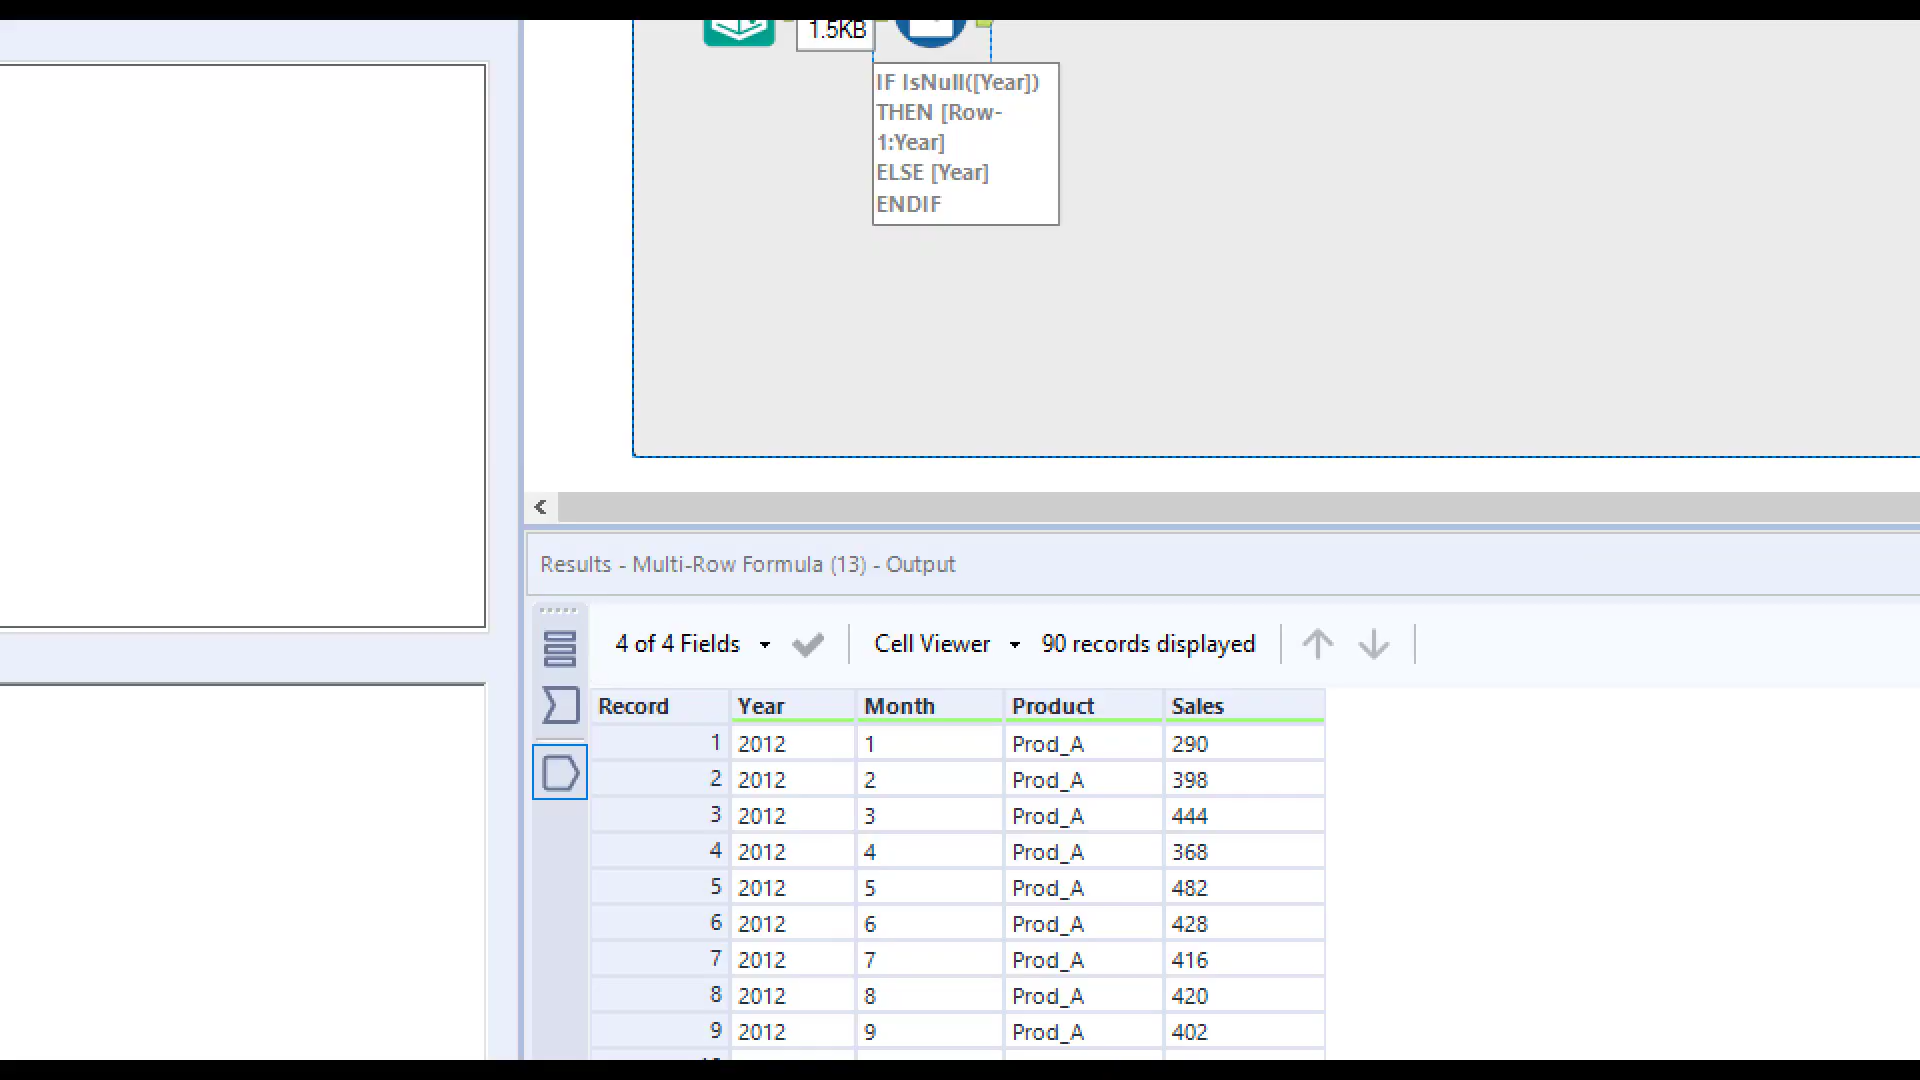 1.5KB
IF IsNull([Year])
THEN [Row-
1:Year]
ELSE [Year]
ENDIF
Results - Multi-Row Formula (13) - Output
4 of 4 Fields Cell Viewer 90 records displayed
Record Year Month Product Sales
1 2012 1 Prod_A 290
2 2012 2 Prod_A 398
3 2012 3 Prod_A 444
4 2012 4 Prod_A 368
5 2012 5 Prod_A 482
6 2012 6 Prod_A 428
7 2012 7 Prod_A 416
8 2012 8 Prod_A 420
9 2012 9 Prod_A 402